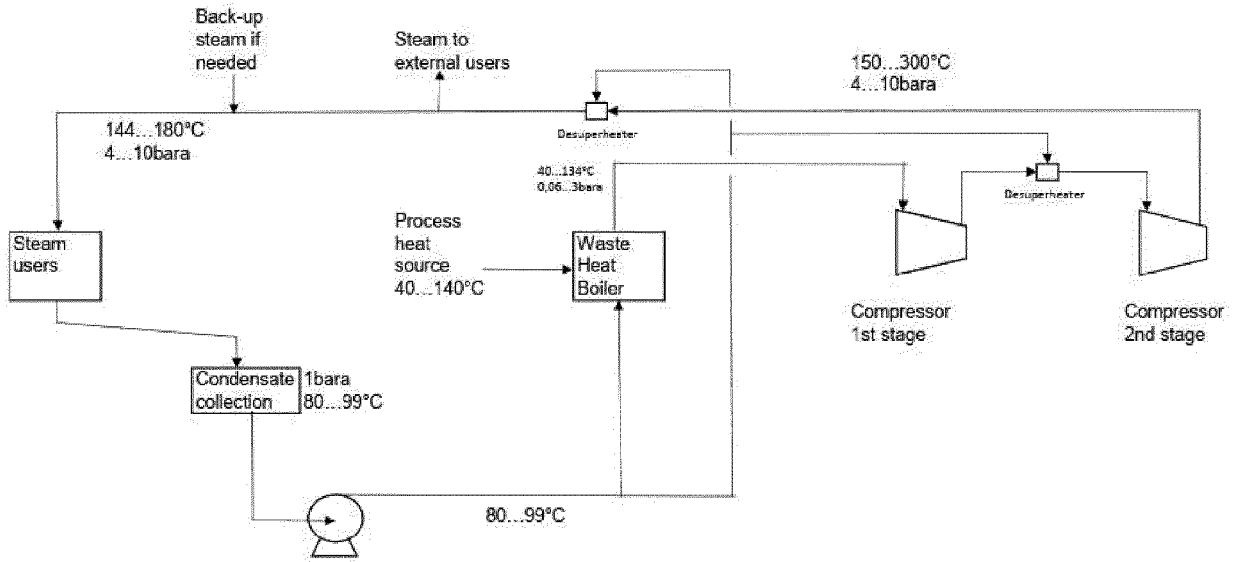 Back-up
steam if
needed
Steam to
external users
150...300°C
4...10bara
144...180°C
4...10bara
Desuperheater
40...134°C
0,06...3bara
Desuperheater
Steam
users
Process
heat
source
40...140°C
Waste
Heat
Boiler
Compressor
1st stage
Compressor
2nd stage
Condensate
collection
1bara
80...99°C
80...99°C